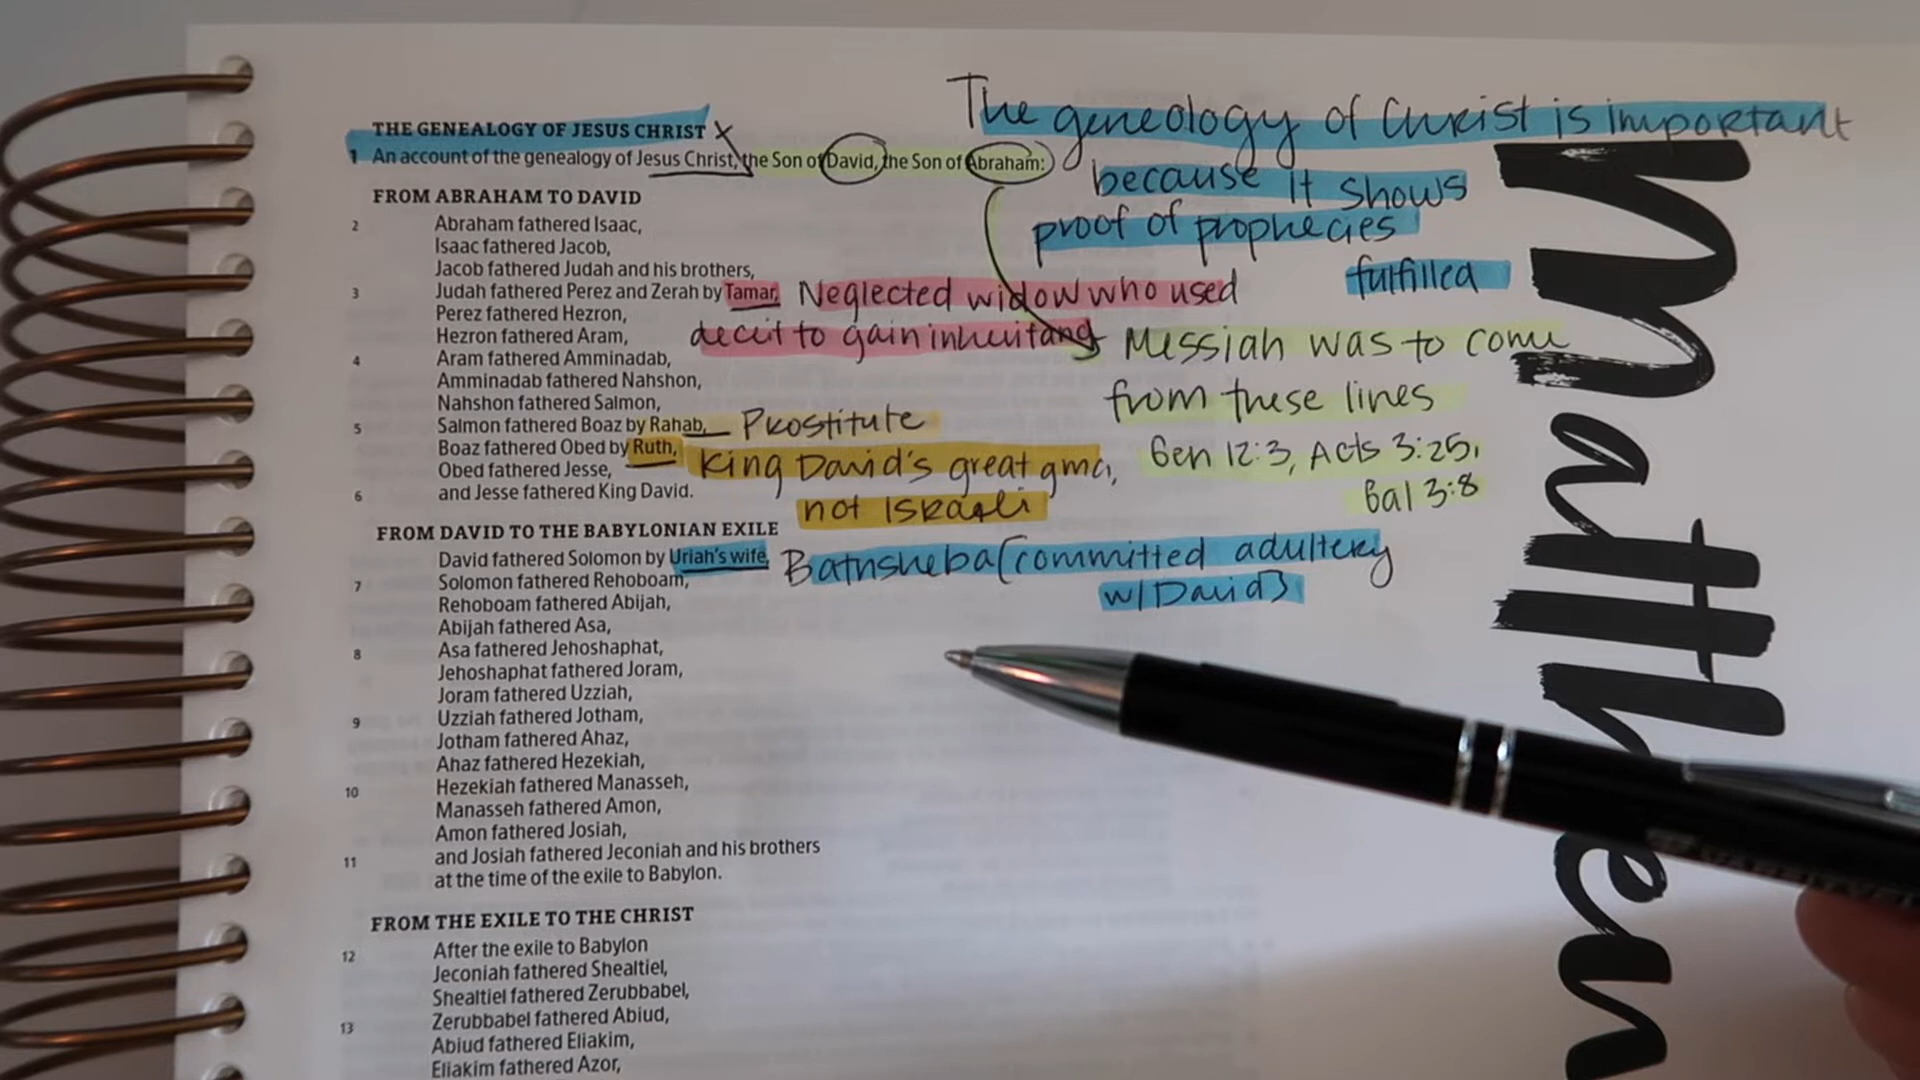 THE GENEALOGY OF JESUS CHRIST
1 An account of the genealogy of Jesus Christ, the Son of David, the Son of Abraham:
The geneology of Christ is important
because it shows
proof of prophecies
fulfilled
FROM ABRAHAM TO DAVID
2 Abraham fathered Isaac,
Isaac fathered Jacob,
Jacob fathered Judah and his brothers,
3 Judah fathered Perez and Zerah by Tamar, Neglected widow who used
Perez fathered Hezron,
Hezron fathered Aram, deceit to gain
4 Aram fathered Amminadab,
Amminadab fathered Nahshon,
Nahshon fathered Salmon,
5 Salmon fathered Boaz by Rahab, Prostitute
Boaz fathered Obed by Ruth, King David's great gma,
Obed fathered Jesse,
6 and Jesse fathered King David.
not Israeli
Messiah was to come
from these lines
Gen 12:3, Acts 3:25,
Gal 3:8
FROM DAVID TO THE BABYLONIAN EXILE
David fathered Solomon by Uriah's wife, Bathsheba (committed adultery
w/David)
7 Solomon fathered Rehoboam,
Rehoboam fathered Abijah,
Abijah fathered Asa,
8 Asa fathered Jehoshaphat,
Jehoshaphat fathered Joram,
Joram fathered Uzziah,
9 Uzziah fathered Jotham,
Jotham fathered Ahaz,
Ahaz fathered Hezekiah,
10 Hezekiah fathered Manasseh,
Manasseh fathered Amon,
Amon fathered Josiah,
11 and Josiah fathered Jeconiah and his brothers
at the time of the exile to Babylon.
FROM THE EXILE TO THE CHRIST
12 After the exile to Babylon
Jeconiah fathered Shealtiel,
Shealtiel fathered Zerubbabel,
13 Zerubbabel fathered Abiud,
Abiud fathered Eliakim,
Eliakim fathered Azor,